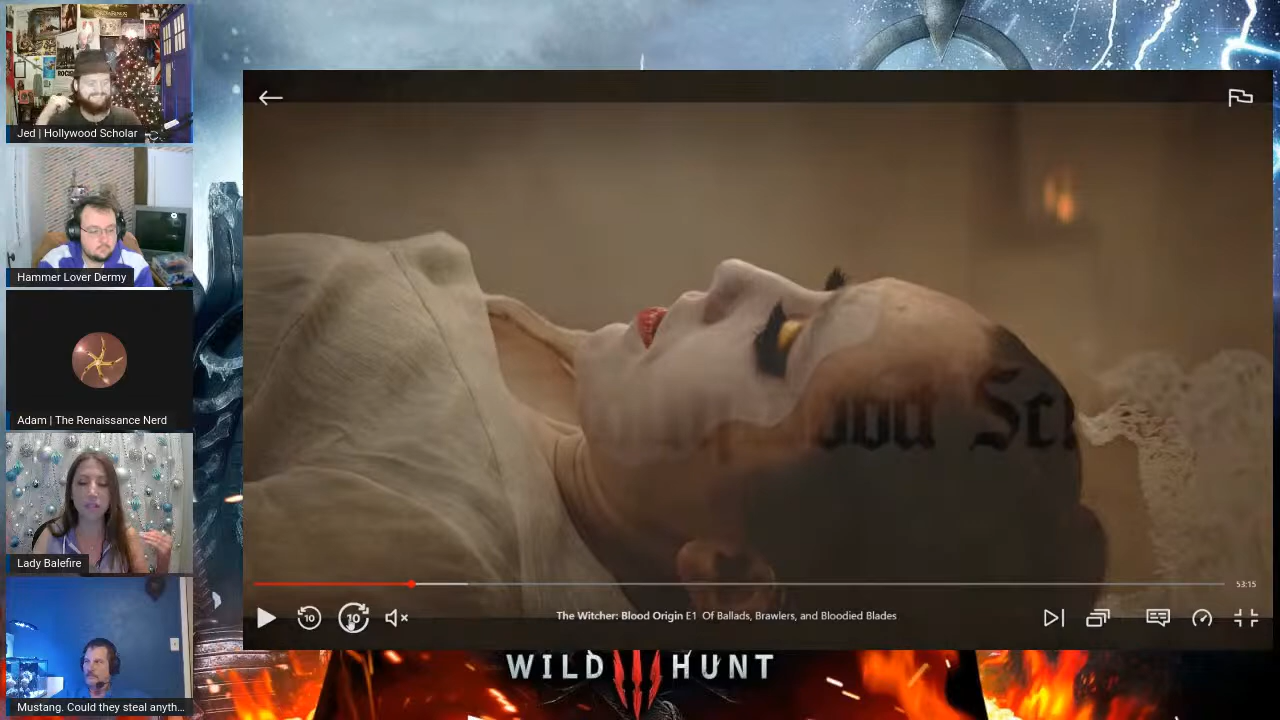 Jed | Hollywood Scholar
Hammer Lover Dermy
Adam | The Renaissance Nerd
Lady Balefire
Mustang. Could they steal anyth...
53:15
10
10
The Witcher: Blood Origin E1 Of Ballads, Brawlers, and Bloodied Blades
WILD HUNT